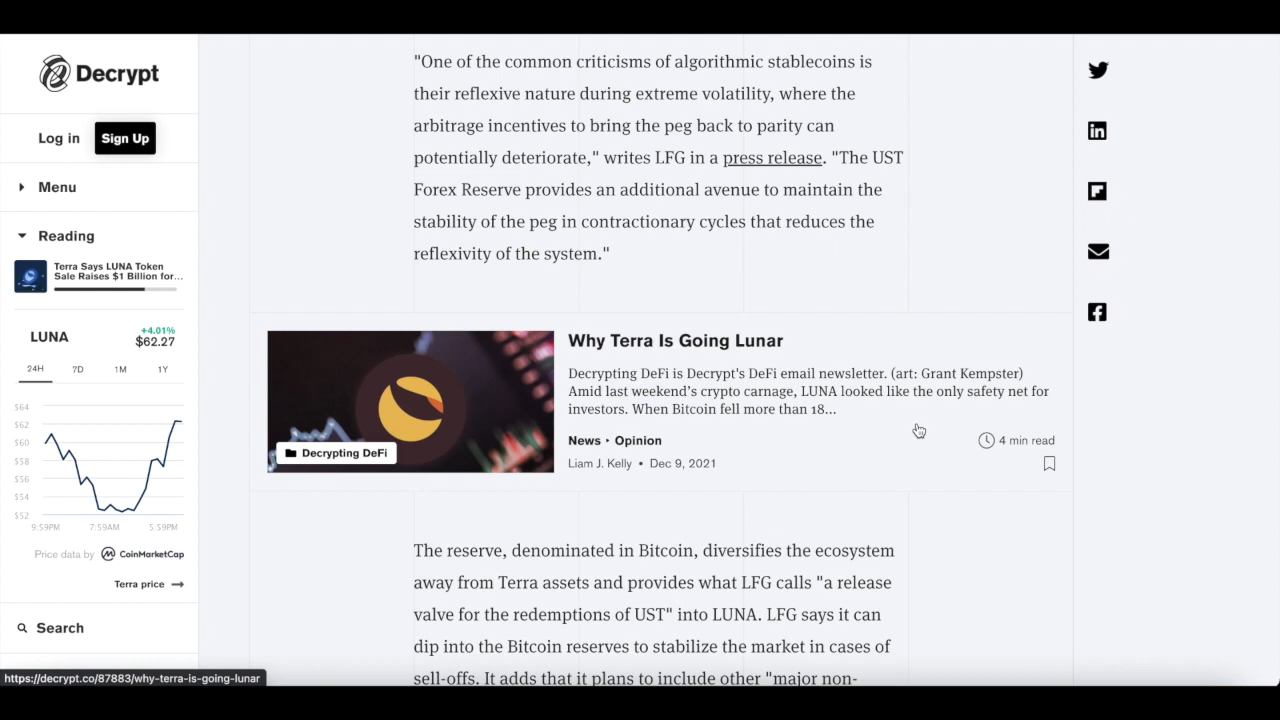 Decrypt
Log in
Sign Up
Menu
Reading
Terra Says LUNA Token
Sale Raises $1 Billion for...
LUNA
+4.01%
$62.27
24H 7D 1M 1Y
$64
$62
$60
$58
$56
$54
$52
9:59PM 7:59AM 5:59PM
Price data by CoinMarketCap
Terra price
Search
https://decrypt.co/87883/why-terra-is-going-lunar
"One of the common criticisms of algorithmic stablecoins is
their reflexive nature during extreme volatility, where the
arbitrage incentives to bring the peg back to parity can
potentially deteriorate," writes LFG in a press release. "The UST
Forex Reserve provides an additional avenue to maintain the
stability of the peg in contractionary cycles that reduces the
reflexivity of the system."
Decrypting DeFi
Why Terra Is Going Lunar
Decrypting DeFi is Decrypt's DeFi email newsletter. (art: Grant Kempster)
Amid last weekend's crypto carnage, LUNA looked like the only safety net for
investors. When Bitcoin fell more than 18...
News • Opinion
4 min read
Liam J. Kelly • Dec 9, 2021
The reserve, denominated in Bitcoin, diversifies the ecosystem
away from Terra assets and provides what LFG calls "a release
valve for the redemptions of UST" into LUNA. LFG says it can
dip into the Bitcoin reserves to stabilize the market in cases of
sell-offs. It adds that it plans to include other "major non-